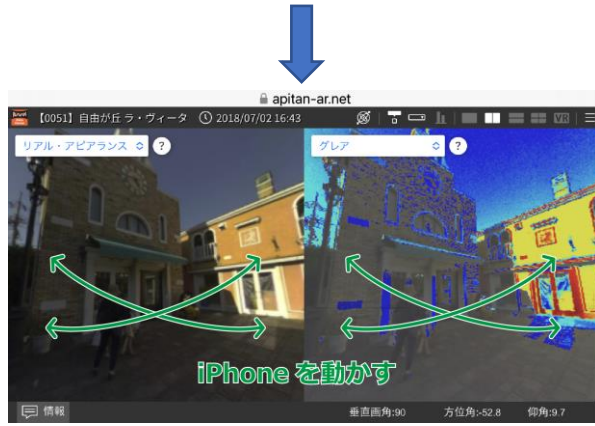 apitan-ar.net
【0051】自由が丘 ラ・ヴィータ 2018/07/02 16:43 VR
リアル・アピアランス ? グレア ?
iPhone を動かす
情報 垂直画角:90 方位角:-52.8 仰角:9.7